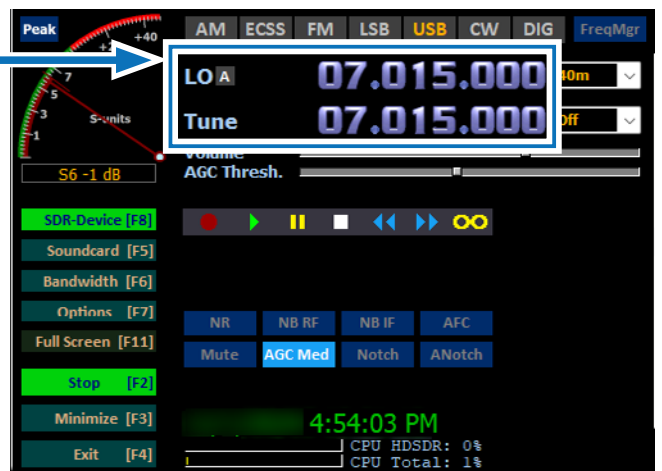 Peak
+20
+40
AM ECSS FM LSB USB CW DIG FreqMgr
7
5
3
1
S-units
LO A 07.015.000 40m
Tune 07.015.000 Off
Volume
S6 -1 dB
AGC Thresh.
SDR-Device [F8]
Soundcard [F5]
Bandwidth [F6]
Options [F7]
Full Screen [F11]
NR NB RF NB IF AFC
Mute AGC Med Notch ANotch
Stop [F2]
Minimize [F3]
Exit [F4]
4:54:03 PM
CPU HDSDR: 0%
CPU Total: 1%